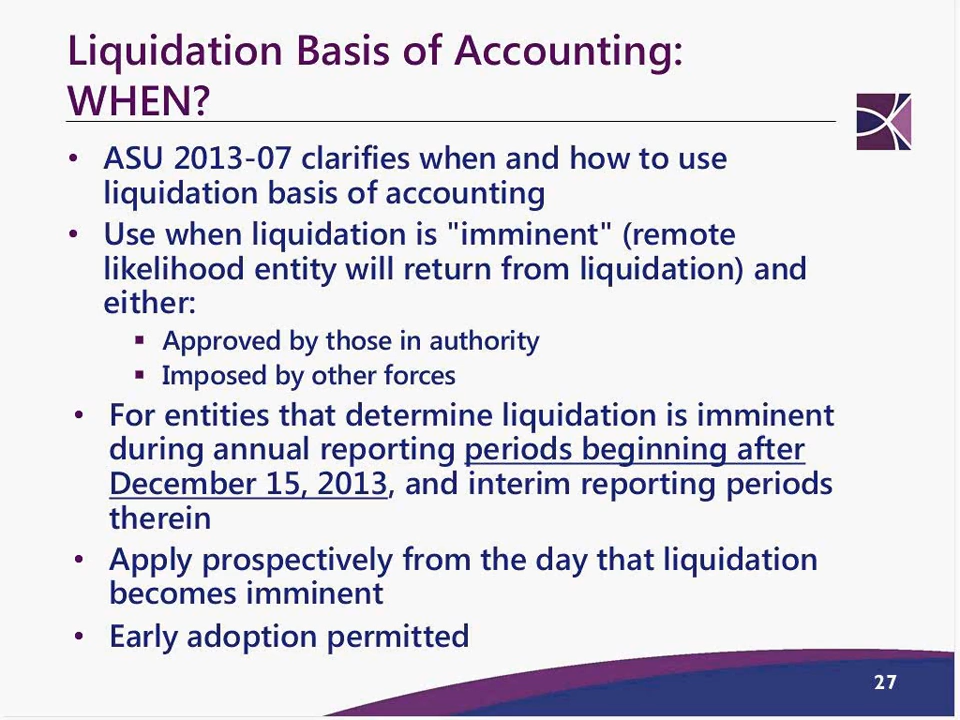 Liquidation Basis of Accounting:
WHEN?
• ASU 2013-07 clarifies when and how to use
liquidation basis of accounting
• Use when liquidation is "imminent" (remote
likelihood entity will return from liquidation) and
either:
▪ Approved by those in authority
▪ Imposed by other forces
• For entities that determine liquidation is imminent
during annual reporting periods beginning after
December 15, 2013, and interim reporting periods
therein
• Apply prospectively from the day that liquidation
becomes imminent
• Early adoption permitted
27